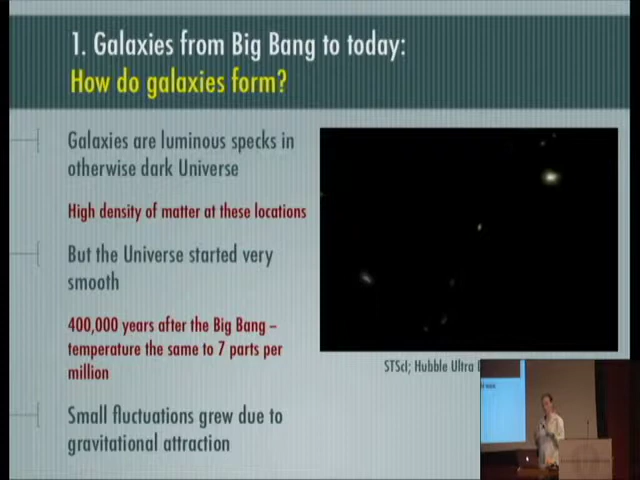 1. Galaxies from Big Bang to today:
How do galaxies form?
Galaxies are luminous specks in
otherwise dark Universe
High density of matter at these locations
But the Universe started very
smooth
400,000 years after the Big Bang –
temperature the same to 7 parts per
million
Small fluctuations grew due to
gravitational attraction
STScI; Hubble Ultra